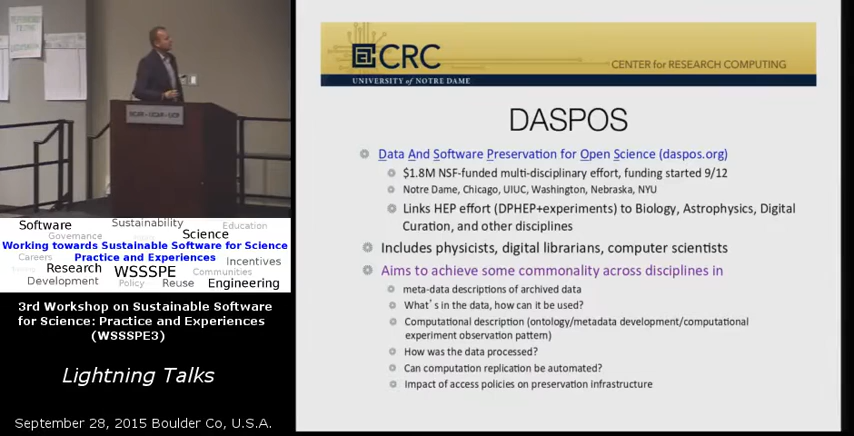 NCAR - UCAR - UCP
Software
Sustainability
Education
Governance
Science
Working towards Sustainable Software for Science
Practice and Experiences
Careers
Incentives
Research
WSSSPE
Communities
Development
Policy
Reuse
Engineering
3rd Workshop on Sustainable Software
for Science: Practice and Experiences
(WSSSPE3)
Lightning Talks
September 28, 2015 Boulder Co, U.S.A.
CRC
UNIVERSITY of NOTRE DAME
CENTER for RESEARCH COMPUTING
DASPOS
Data And Software Preservation for Open Science (daspos.org)
$1.8M NSF-funded multi-disciplinary effort, funding started 9/12
Notre Dame, Chicago, UIUC, Washington, Nebraska, NYU
Links HEP effort (DPHEP+experiments) to Biology, Astrophysics, Digital
Curation, and other disciplines
Includes physicists, digital librarians, computer scientists
Aims to achieve some commonality across disciplines in
meta-data descriptions of archived data
What's in the data, how can it be used?
Computational description (ontology/metadata development/computational
experiment observation pattern)
How was the data processed?
Can computation replication be automated?
Impact of access policies on preservation infrastructure